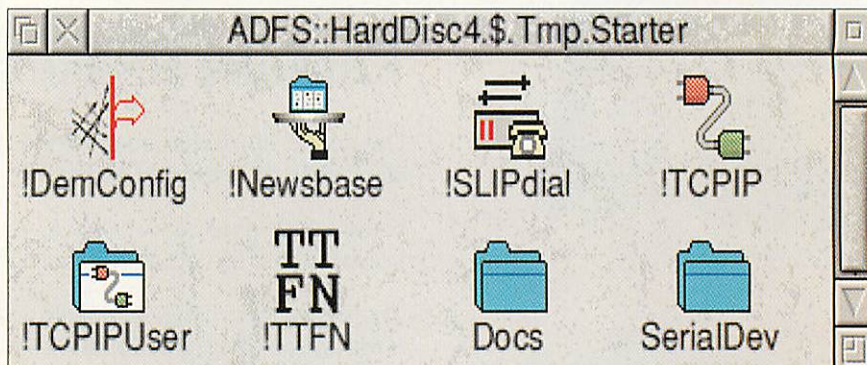 ADFS::HardDisc4.$.Tmp.Starter
!DemConfig !Newsbase !SLIPdial !TCPIP
TT
FN
!TCPIPUser !TTFN Docs SerialDev